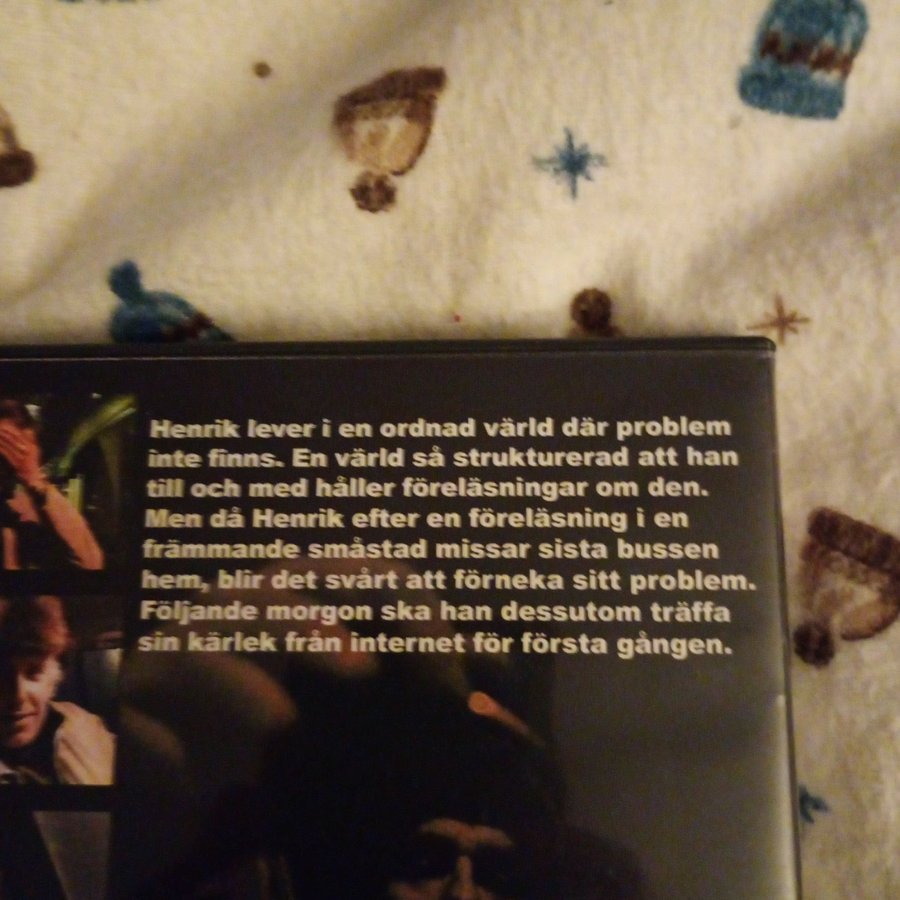 Henrik lever i en ordnad värld där problem
inte finns. En värld så strukturerad att han
till och med håller föreläsningar om den.
Men då Henrik efter en föreläsning i en
främmande småstad missar sista bussen
hem, blir det svårt att förneka sitt problem.
Följande morgon ska han dessutom träffa
sin kärlek från internet för första gången.